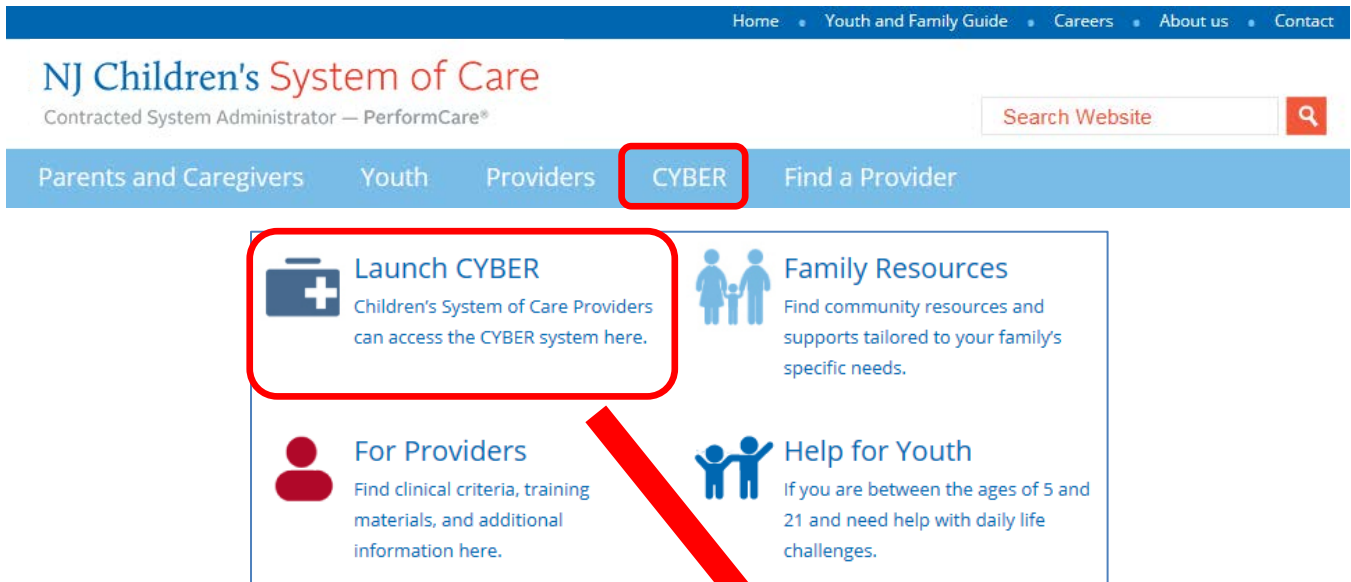 Home • Youth and Family Guide • Careers • About us • Contact
NJ Children's System of Care
Contracted System Administrator — PerformCare®
Search Website
Parents and Caregivers Youth Providers CYBER Find a Provider
Launch CYBER
Children's System of Care Providers
can access the CYBER system here.
Family Resources
Find community resources and
supports tailored to your family's
specific needs.
For Providers
Find clinical criteria, training
materials, and additional
information here.
Help for Youth
If you are between the ages of 5 and
21 and need help with daily life
challenges.